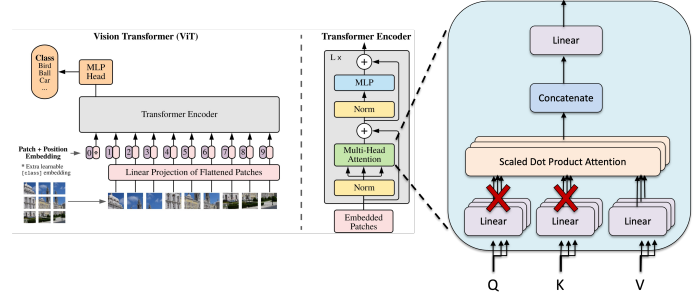 Vision Transformer (ViT)
Class
Bird
Ball
Car
...
MLP
Head
Transformer Encoder
Patch + Position
Embedding
* Extra learnable
[class] embedding
0 *
1
2
3
4
5
6
7
8
9
Linear Projection of Flattened Patches
Transformer Encoder
L x
+
MLP
Norm
+
Multi-Head
Attention
Norm
Embedded
Patches
Linear
Concatenate
Scaled Dot Product Attention
Linear
Linear
Linear
Q
K
V